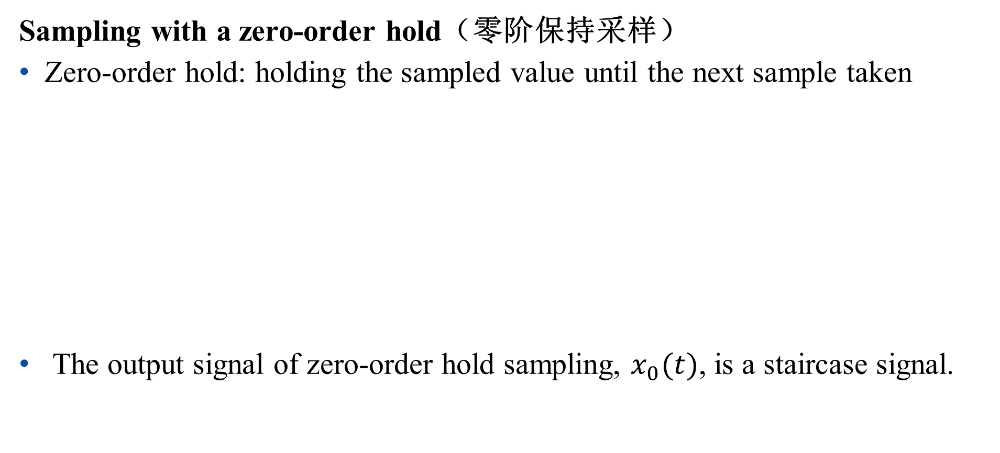 Sampling with a zero-order hold（零阶保持采样）
• Zero-order hold: holding the sampled value until the next sample taken
• The output signal of zero-order hold sampling, 𝑥₀(𝑡), is a staircase signal.